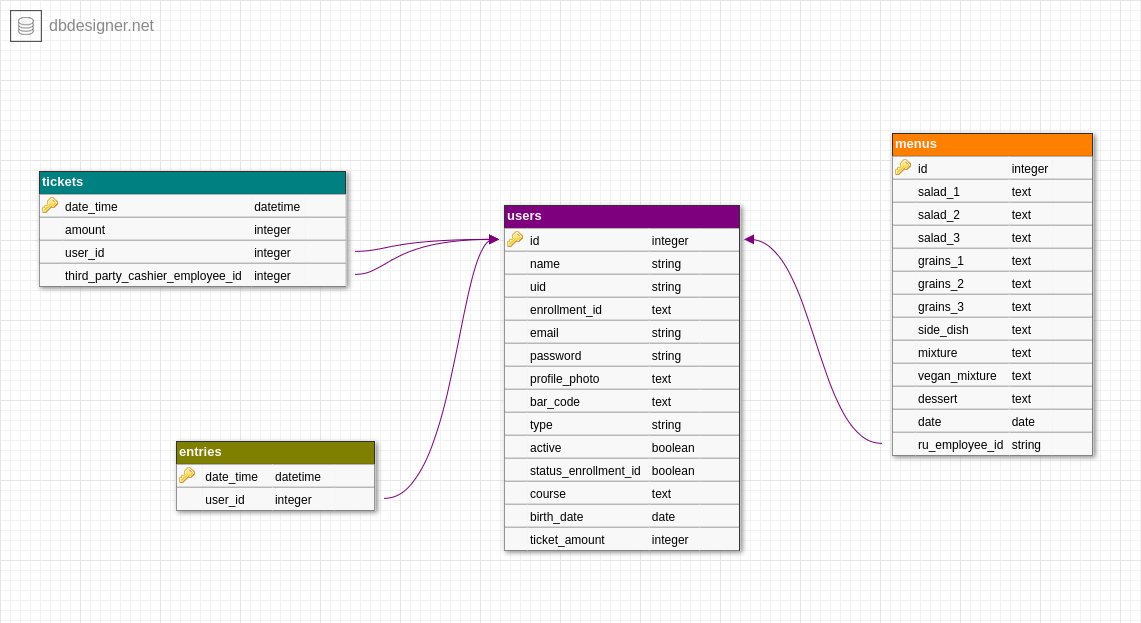 dbdesigner.net
tickets
date_time datetime
amount integer
user_id integer
third_party_cashier_employee_id integer
entries
date_time datetime
user_id integer
users
id integer
name string
uid string
enrollment_id text
email string
password string
profile_photo text
bar_code text
type string
active boolean
status_enrollment_id boolean
course text
birth_date date
ticket_amount integer
menus
id integer
salad_1 text
salad_2 text
salad_3 text
grains_1 text
grains_2 text
grains_3 text
side_dish text
mixture text
vegan_mixture text
dessert text
date date
ru_employee_id string